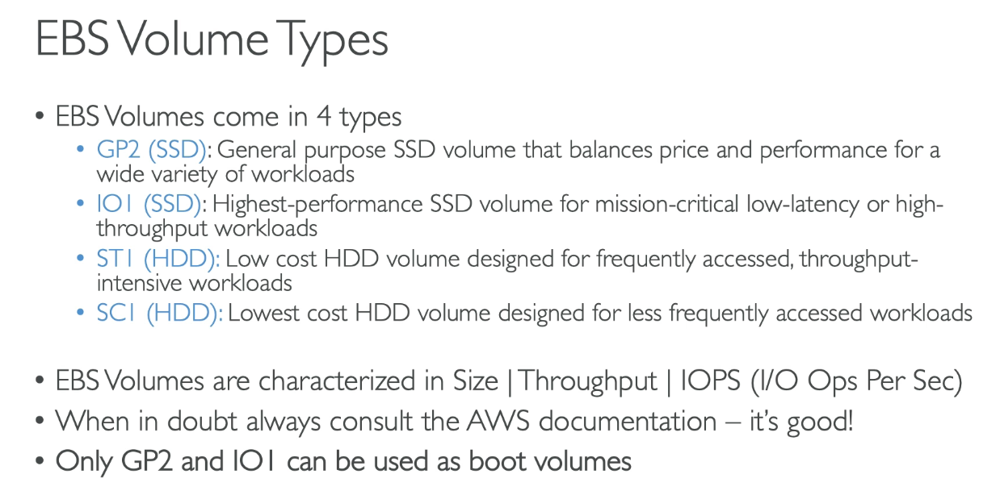 EBS Volume Types
• EBS Volumes come in 4 types
• GP2 (SSD): General purpose SSD volume that balances price and performance for a
wide variety of workloads
• IO1 (SSD): Highest-performance SSD volume for mission-critical low-latency or high-
throughput workloads
• ST1 (HDD): Low cost HDD volume designed for frequently accessed, throughput-
intensive workloads
• SC1 (HDD): Lowest cost HDD volume designed for less frequently accessed workloads
• EBS Volumes are characterized in Size | Throughput | IOPS (I/O Ops Per Sec)
• When in doubt always consult the AWS documentation – it's good!
• Only GP2 and IO1 can be used as boot volumes